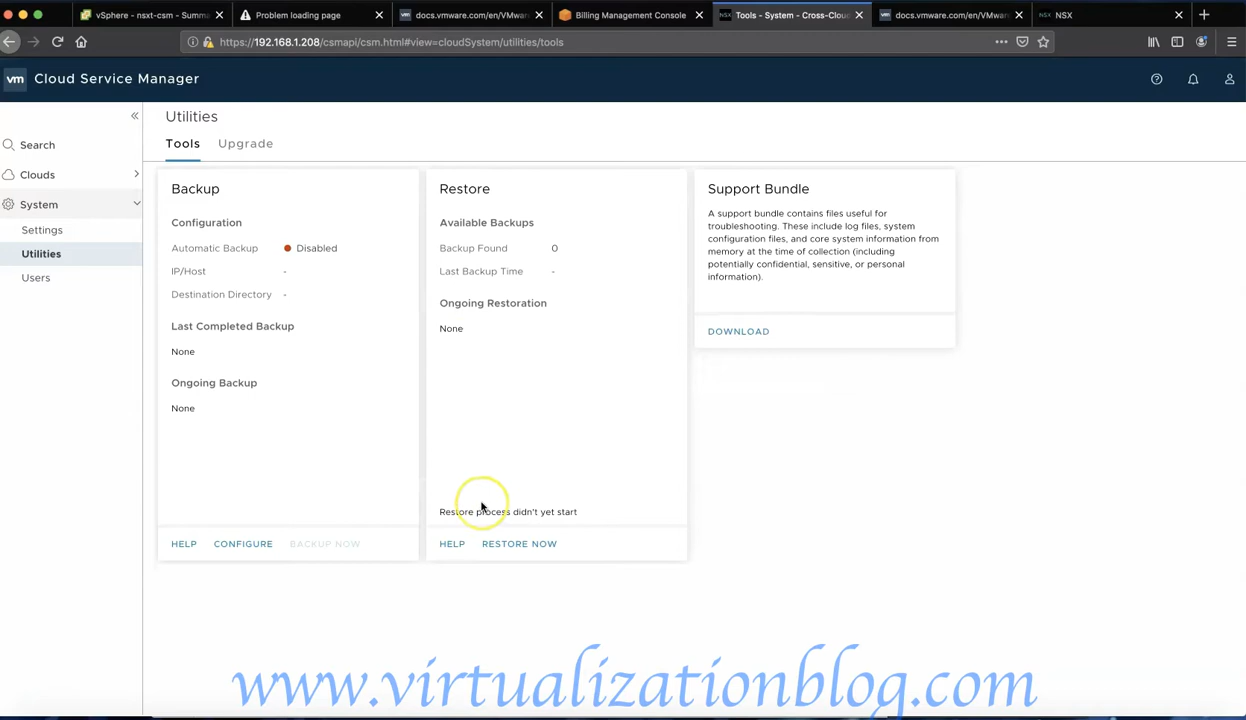 vSphere - nsxt-csm - Summa
Problem loading page
docs.vmware.com/en/VMwar
Billing Management Console
Tools - System - Cross-Clou
docs.vmware.com/en/VMwar
NSX
https://192.168.1.208/csmapi/csm.html#view=cloudSystem/utilities/tools
vm Cloud Service Manager
Search
Clouds
System
Settings
Utilities
Users
Utilities
Tools Upgrade
Backup
Configuration
Automatic Backup Disabled
IP/Host -
Destination Directory -
Last Completed Backup
None
Ongoing Backup
None
HELP CONFIGURE BACKUP NOW
Restore
Available Backups
Backup Found 0
Last Backup Time -
Ongoing Restoration
None
Restore process didn't yet start
HELP RESTORE NOW
Support Bundle
A support bundle contains files useful for
troubleshooting. These include log files, system
configuration files, and core system information from
memory at the time of collection (including
potentially confidential, sensitive, or personal
information).
DOWNLOAD
www.virtualizationblog.com